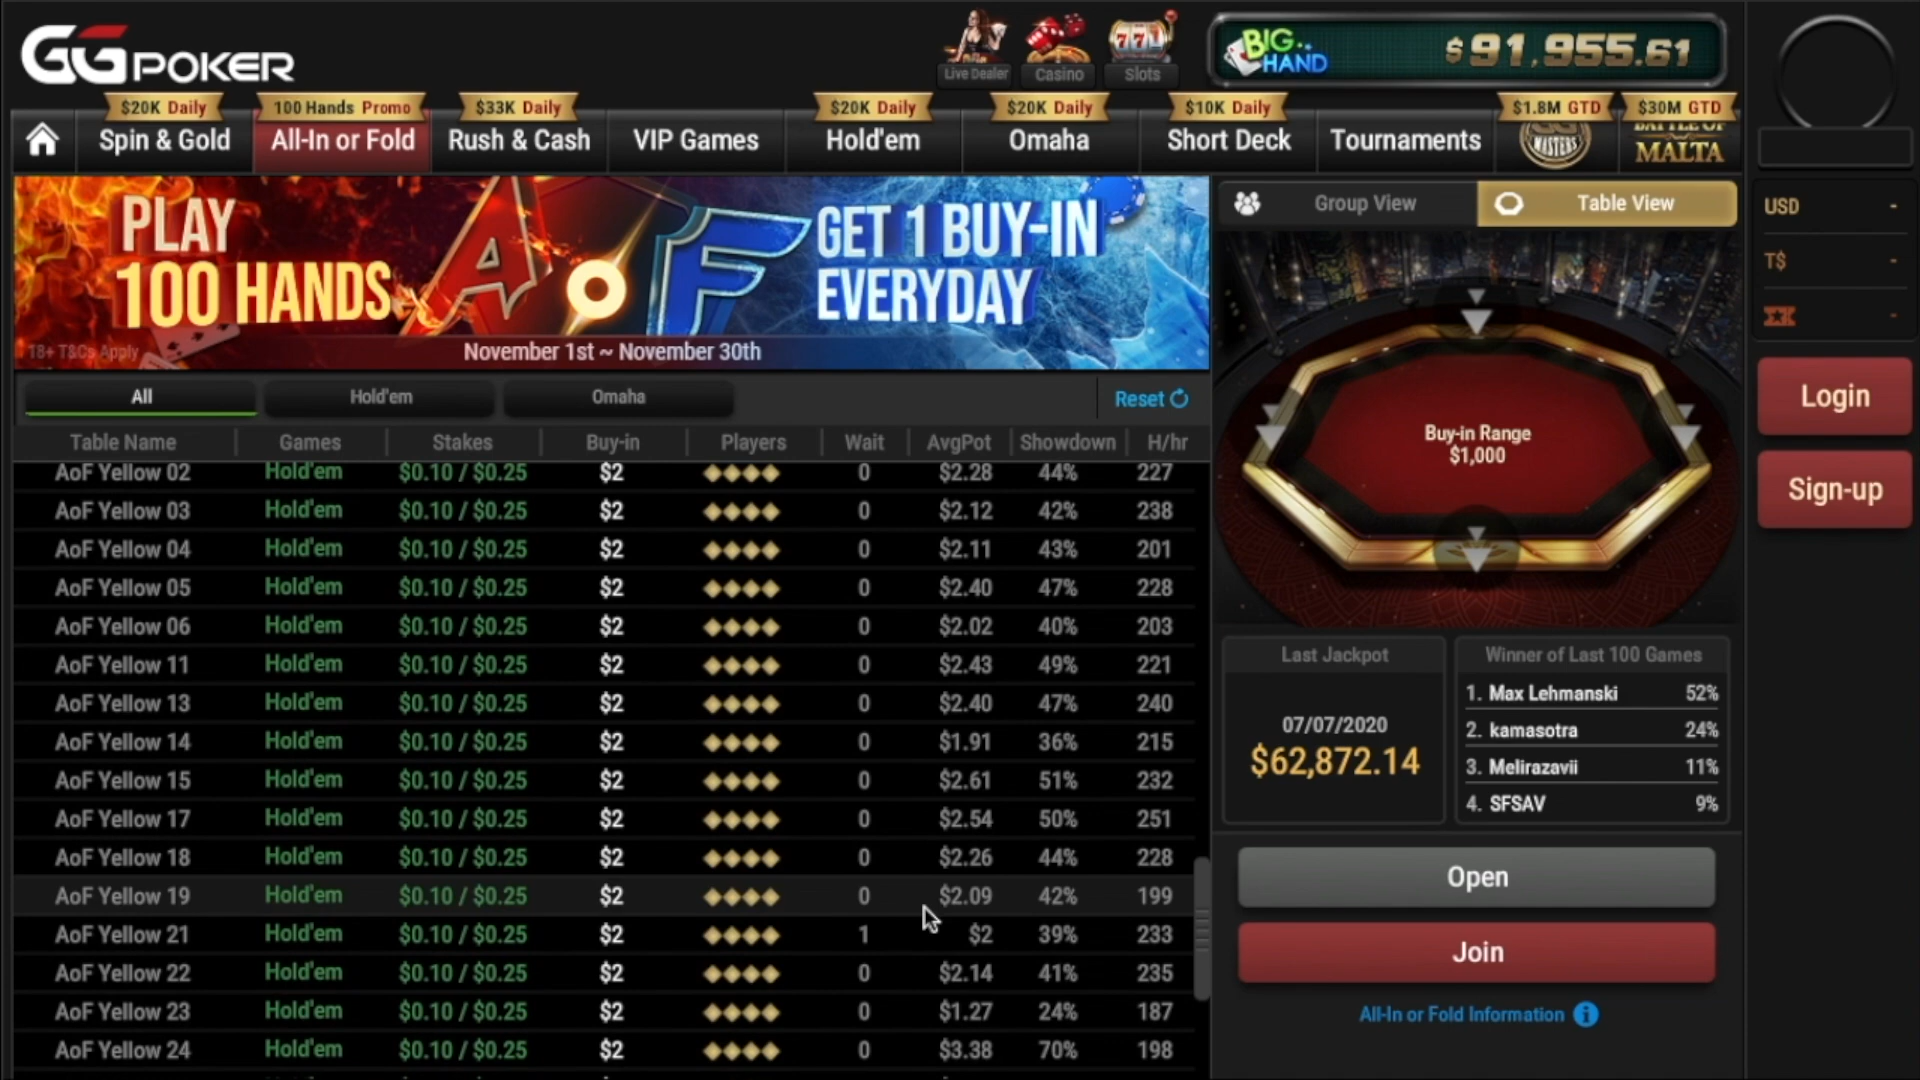 GGPOKER
Live Dealer
Casino
777
Slots
BIG HAND
$91,955.61
$20K Daily
100 Hands Promo
$33K Daily
$20K Daily
$20K Daily
$10K Daily
$1.8M GTD
$30M GTD
Spin & Gold
All-In or Fold
Rush & Cash
VIP Games
Hold'em
Omaha
Short Deck
Tournaments
GG MASTERS
BATTLE OF MALTA
PLAY
100 HANDS
AoF
GET 1 BUY-IN
EVERYDAY
18+ T&Cs Apply
November 1st ~ November 30th
All
Hold'em
Omaha
Reset
Table Name Games Stakes Buy-in Players Wait AvgPot Showdown H/hr
AoF Yellow 02 Hold'em $0.10 / $0.25 $2 0 $2.28 44% 227
AoF Yellow 03 Hold'em $0.10 / $0.25 $2 0 $2.12 42% 238
AoF Yellow 04 Hold'em $0.10 / $0.25 $2 0 $2.11 43% 201
AoF Yellow 05 Hold'em $0.10 / $0.25 $2 0 $2.40 47% 228
AoF Yellow 06 Hold'em $0.10 / $0.25 $2 0 $2.02 40% 203
AoF Yellow 11 Hold'em $0.10 / $0.25 $2 0 $2.43 49% 221
AoF Yellow 13 Hold'em $0.10 / $0.25 $2 0 $2.40 47% 240
AoF Yellow 14 Hold'em $0.10 / $0.25 $2 0 $1.91 36% 215
AoF Yellow 15 Hold'em $0.10 / $0.25 $2 0 $2.61 51% 232
AoF Yellow 17 Hold'em $0.10 / $0.25 $2 0 $2.54 50% 251
AoF Yellow 18 Hold'em $0.10 / $0.25 $2 0 $2.26 44% 228
AoF Yellow 19 Hold'em $0.10 / $0.25 $2 0 $2.09 42% 199
AoF Yellow 21 Hold'em $0.10 / $0.25 $2 1 $2 39% 233
AoF Yellow 22 Hold'em $0.10 / $0.25 $2 0 $2.14 41% 235
AoF Yellow 23 Hold'em $0.10 / $0.25 $2 0 $1.27 24% 187
AoF Yellow 24 Hold'em $0.10 / $0.25 $2 0 $3.38 70% 198
Group View
Table View
Buy-in Range
$1,000
Last Jackpot
07/07/2020
$62,872.14
Winner of Last 100 Games
1. Max Lehmanski 52%
2. kamasotra 24%
3. Melirazavii 11%
4. SFSAV 9%
Open
Join
All-In or Fold Information
USD -
T$ -
-
Login
Sign-up